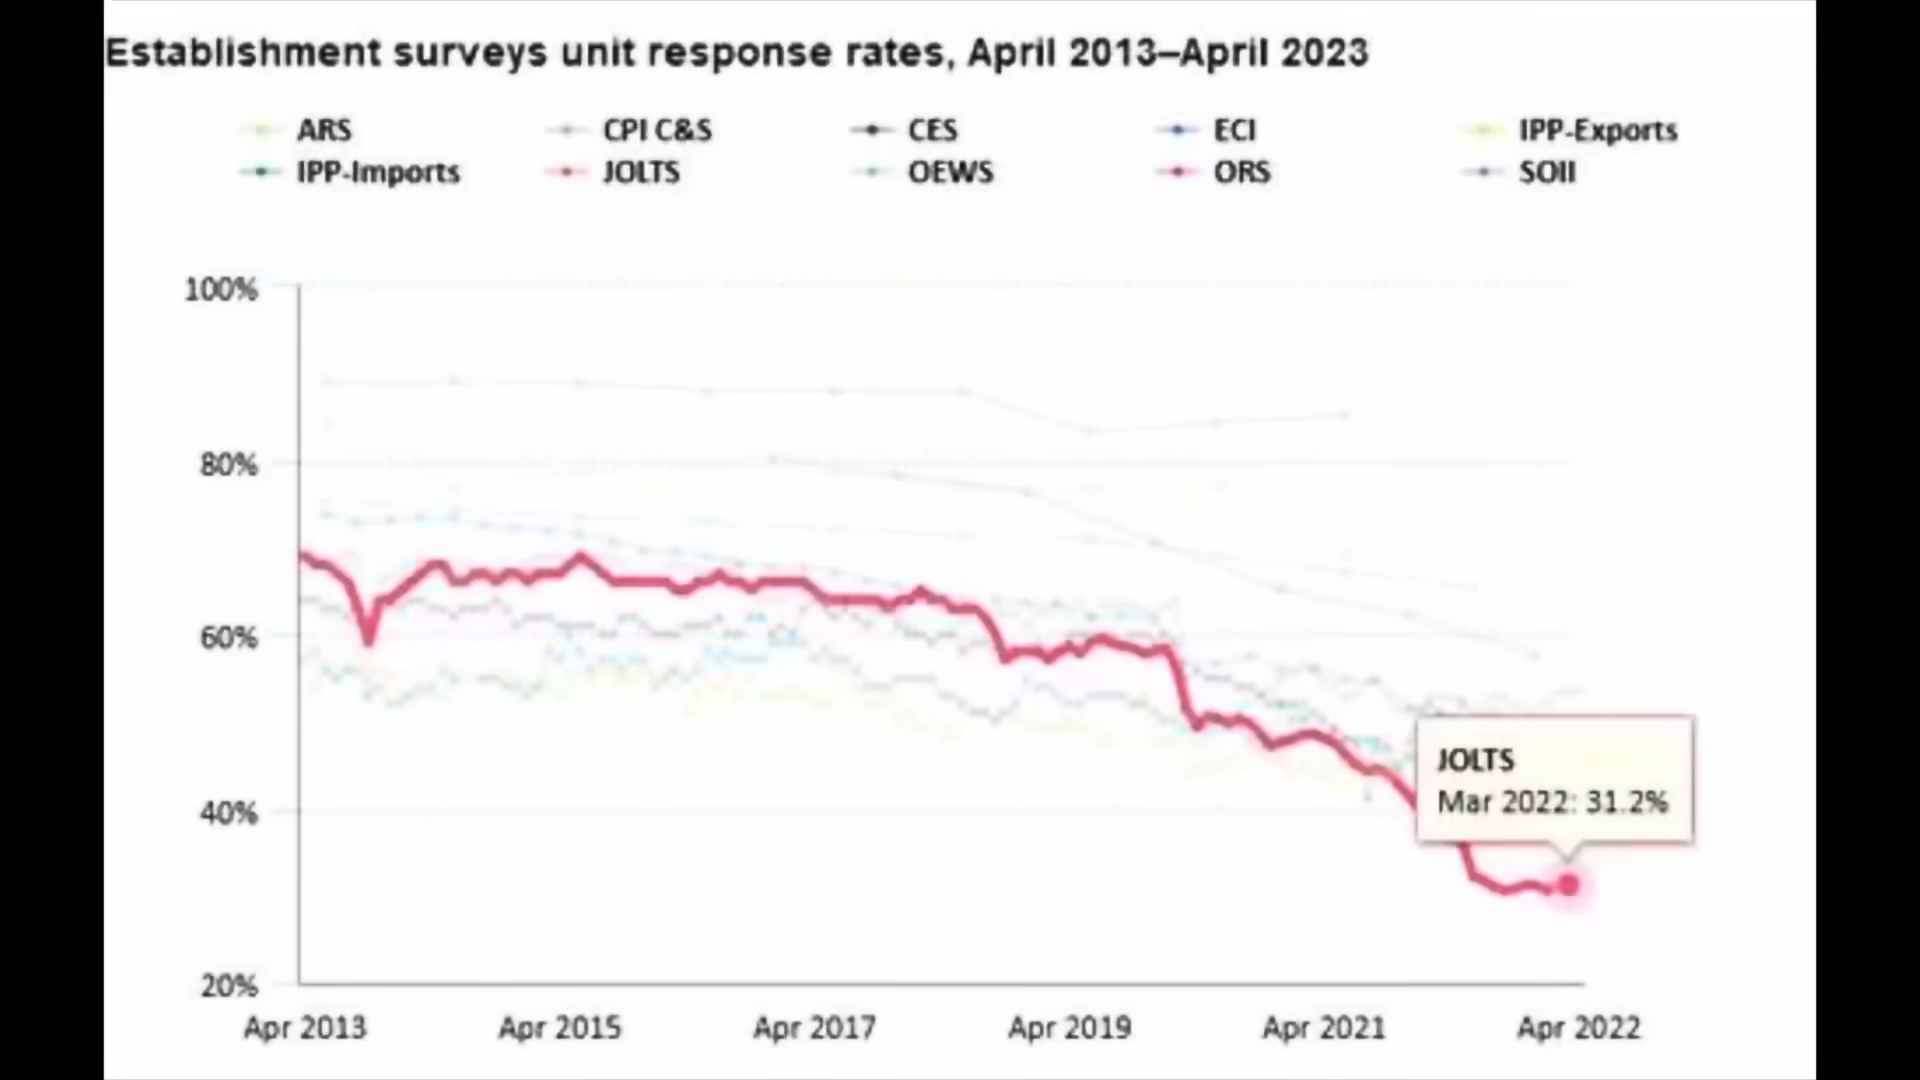 Establishment surveys unit response rates, April 2013–April 2023
ARS CPI C&S CES ECI IPP-Exports
IPP-Imports JOLTS OEWS ORS SOII
100%
80%
60%
40%
20%
JOLTS
Mar 2022: 31.2%
Apr 2013 Apr 2015 Apr 2017 Apr 2019 Apr 2021 Apr 2022